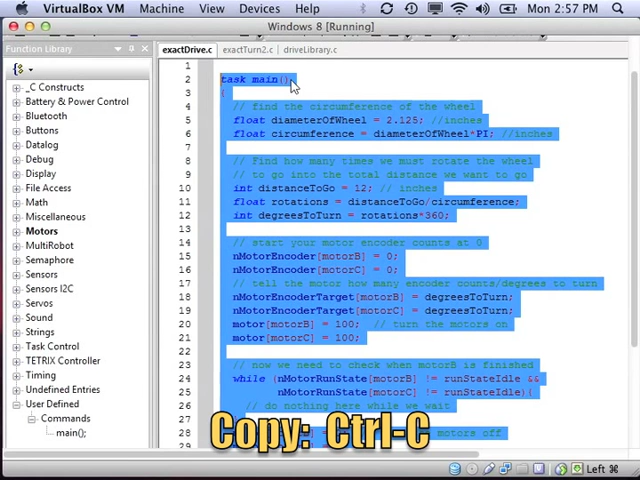 VirtualBox VM Machine View Devices Help Mon 2:57 PM
Windows 8 [Running]
Function Library
exactDrive.c exactTurn2.c driveLibrary.c
_C Constructs
Battery & Power Control
Bluetooth
Buttons
Datalog
Debug
Display
File Access
Math
Miscellaneous
Motors
MultiRobot
Semaphore
Sensors
Sensors I2C
Servos
Sound
Strings
Task Control
TETRIX Controller
Timing
Undefined Entries
User Defined
Commands
main();
1
2 task main()
3 {
4 // find the circumference of the wheel
5 float diameterOfWheel = 2.125; //inches
6 float circumference = diameterOfWheel*PI; //inches
7
8 // Find how many times we must rotate the wheel
9 // to go into the total distance we want to go
10 int distanceToGo = 12; // inches
11 float rotations = distanceToGo/circumference;
12 int degreesToTurn = rotations*360;
13
14 // start your motor encoder counts at 0
15 nMotorEncoder[motorB] = 0;
16 nMotorEncoder[motorC] = 0;
17 // tell the motor how many encoder counts/degrees to turn
18 nMotorEncoderTarget[motorB] = degreesToTurn;
19 nMotorEncoderTarget[motorC] = degreesToTurn;
20 motor[motorB] = 100; // turn the motors on
21 motor[motorC] = 100;
22
23 // now we need to check when motorB is finished
24 while (nMotorRunState[motorB] != runStateIdle &&
25 nMotorRunState[motorC] != runStateIdle){
26 // do nothing here while we wait
28 motors off
29
Copy: Ctrl-C
Left ⌘